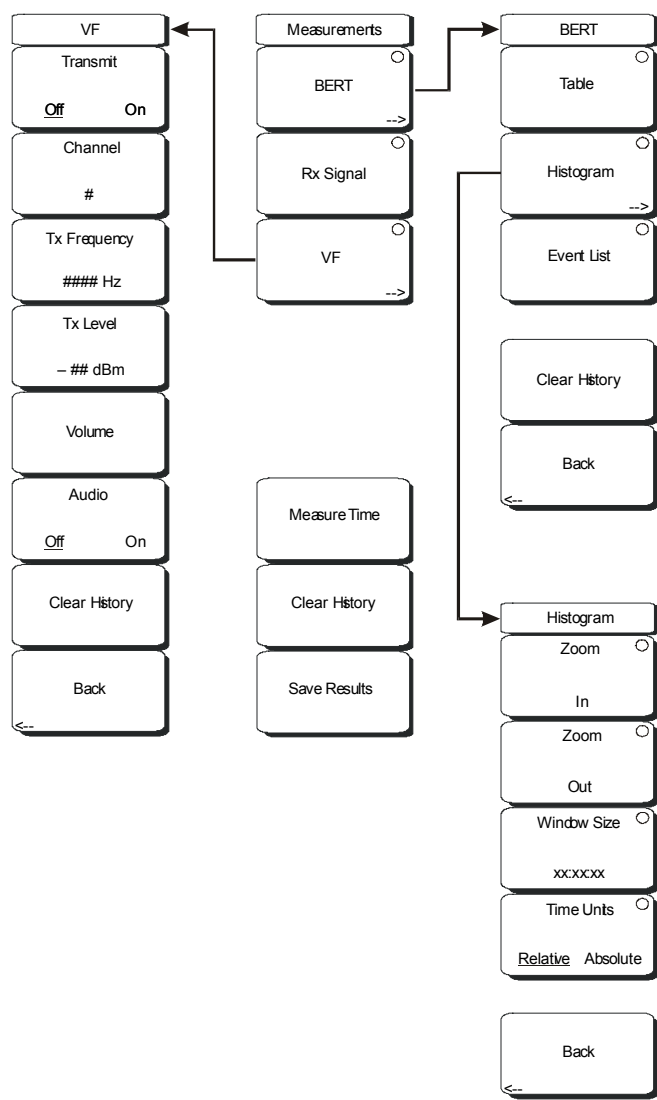 VF
Transmit
Off On
Channel
#
Tx Frequency
#### Hz
Tx Level
– ## dBm
Volume
Audio
Off On
Clear History
Back
<--
Measurements
BERT
-->
Rx Signal
VF
-->
Measure Time
Clear History
Save Results
BERT
Table
Histogram
-->
Event List
Clear History
Back
<--
Histogram
Zoom
In
Zoom
Out
Window Size
xx:xx:xx
Time Units
Relative Absolute
Back
<--